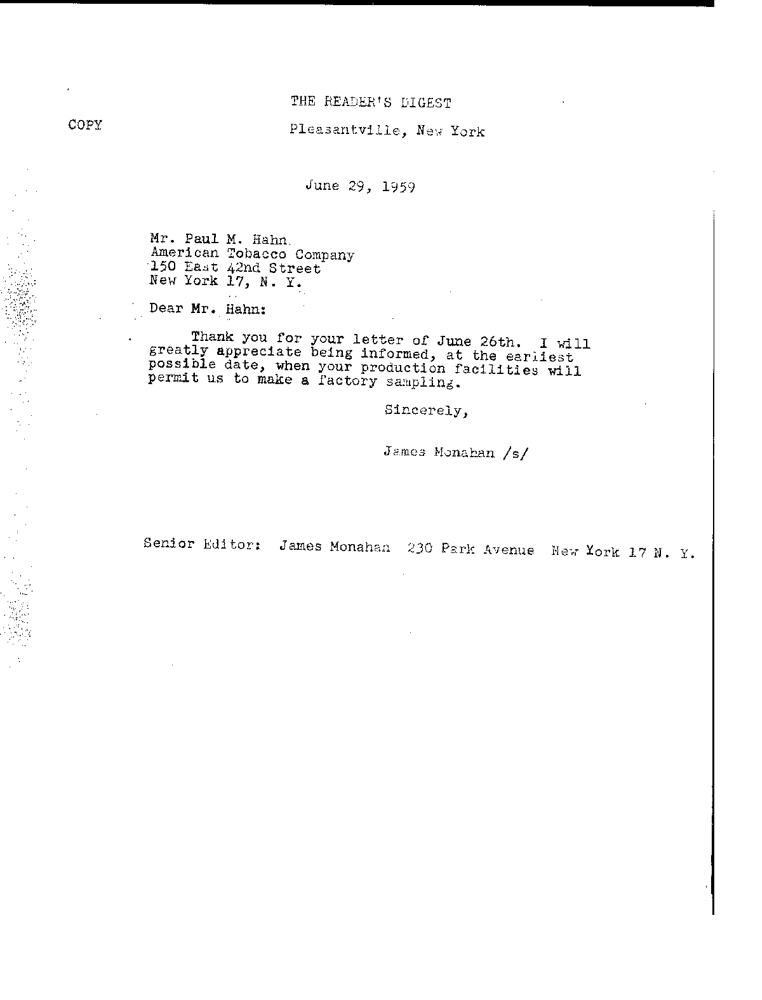 THE READER'S DIGEST
COPY
Pleasantville, New York
June 29, 1959
Mr. Paul M. Hahn
American Tobacco Company
150 East 42nd Street
New York 17, N. Y.
Dear Mr. Hahn:
Thank you for your letter of June 26th. I will
greatly appreciate being informed, at the earliest
possible date, when your production facilities will
permit us to make a factory sampling.
Sincerely,
James Monahan /s/
Senior Editor: James Monahan 230 Park Avenue New York 17 N. Y.